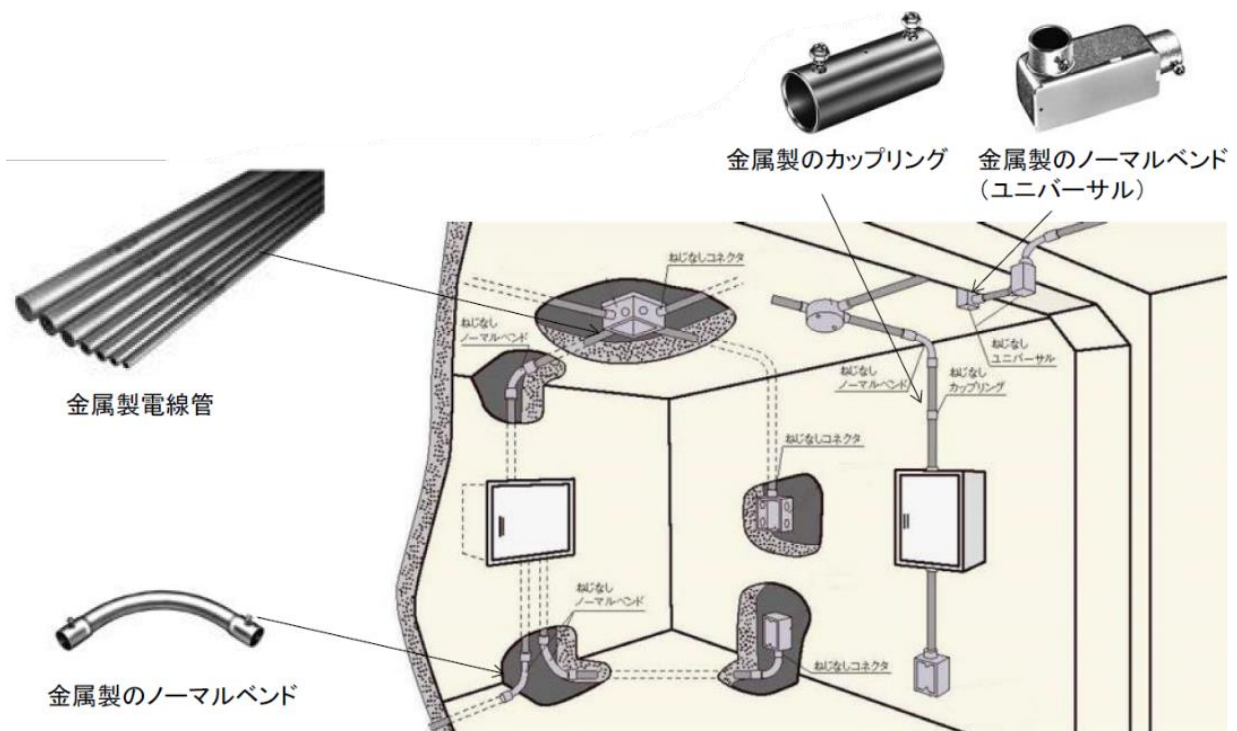 金属製のカップリング
金属製のノーマルベンド
（ユニバーサル）
金属製電線管
ねじなしコネクタ
ねじなし
ノーマルベンド
ねじなし
ユニバーサル
ねじなし
ノーマルベンド
ねじなし
カップリング
ねじなしコネクタ
ねじなし
ノーマルベンド
ねじなしコネクタ
金属製のノーマルベンド